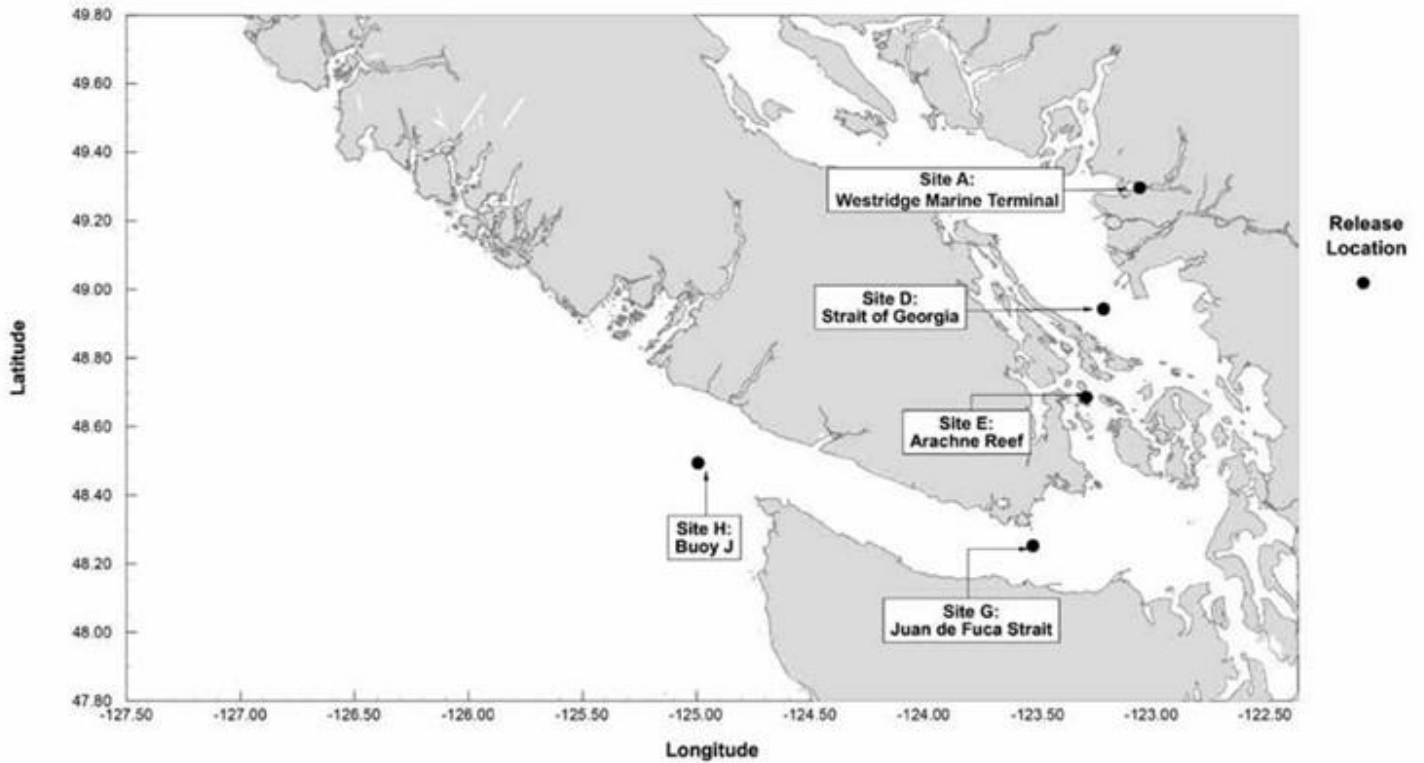 49.80
49.60
49.40
49.20
49.00
48.80
48.60
48.40
48.20
48.00
47.80
Latitude
Site A:
Westridge Marine Terminal
Site D:
Strait of Georgia
Site E:
Arachne Reef
Site H:
Buoy J
Site G:
Juan de Fuca Strait
Release
Location
-127.50
-127.00
-126.50
-126.00
-125.50
-125.00
-124.50
-124.00
-123.50
-123.00
-122.50
Longitude